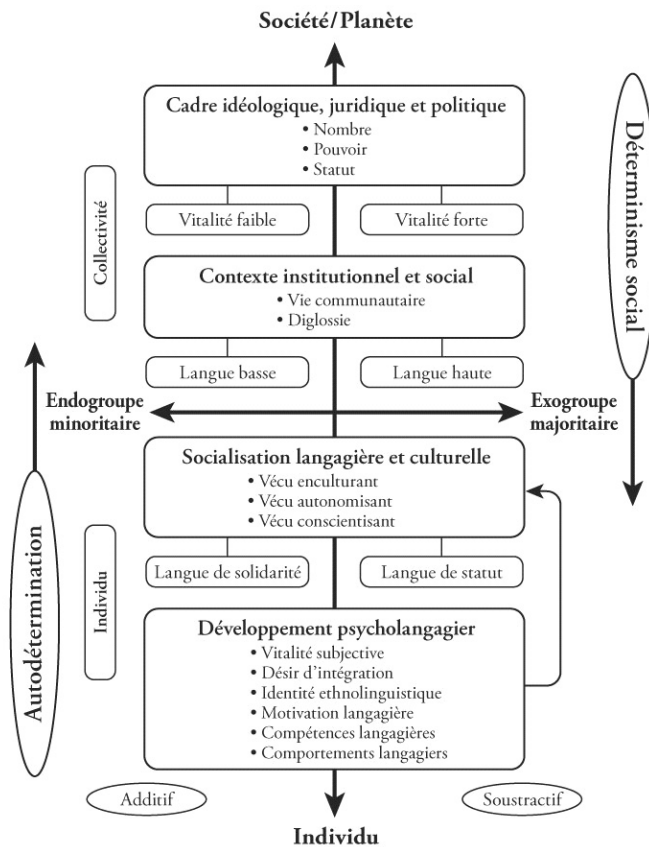 Société/Planète
Cadre idéologique, juridique et politique
• Nombre
• Pouvoir
• Statut
Vitalité faible
Vitalité forte
Collectivité
Déterminisme social
Contexte institutionnel et social
• Vie communautaire
• Diglossie
Langue basse
Langue haute
Endogroupe
minoritaire
Exogroupe
majoritaire
Socialisation langagière et culturelle
• Vécu enculturant
• Vécu autonomisant
• Vécu conscientisant
Langue de solidarité
Langue de statut
Autodétermination
Individu
Développement psycholangagier
• Vitalité subjective
• Désir d'intégration
• Identité ethnolinguistique
• Motivation langagière
• Compétences langagières
• Comportements langagiers
Additif
Soustractif
Individu